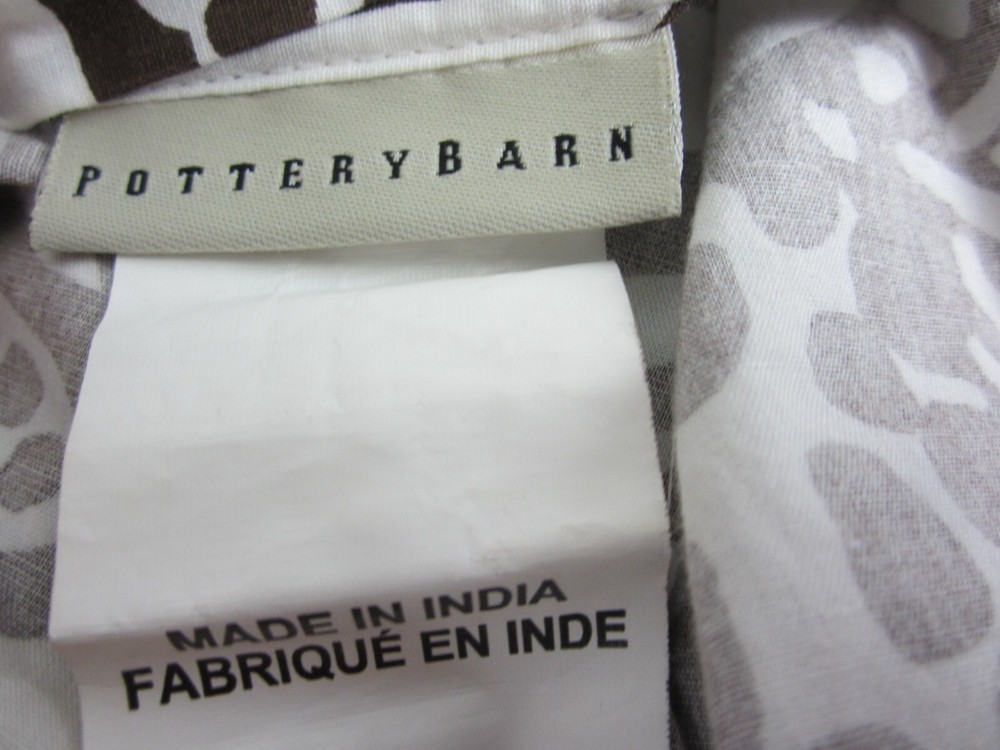 POTTERYBARN
MADE IN INDIA
FABRIQUÉ EN INDE